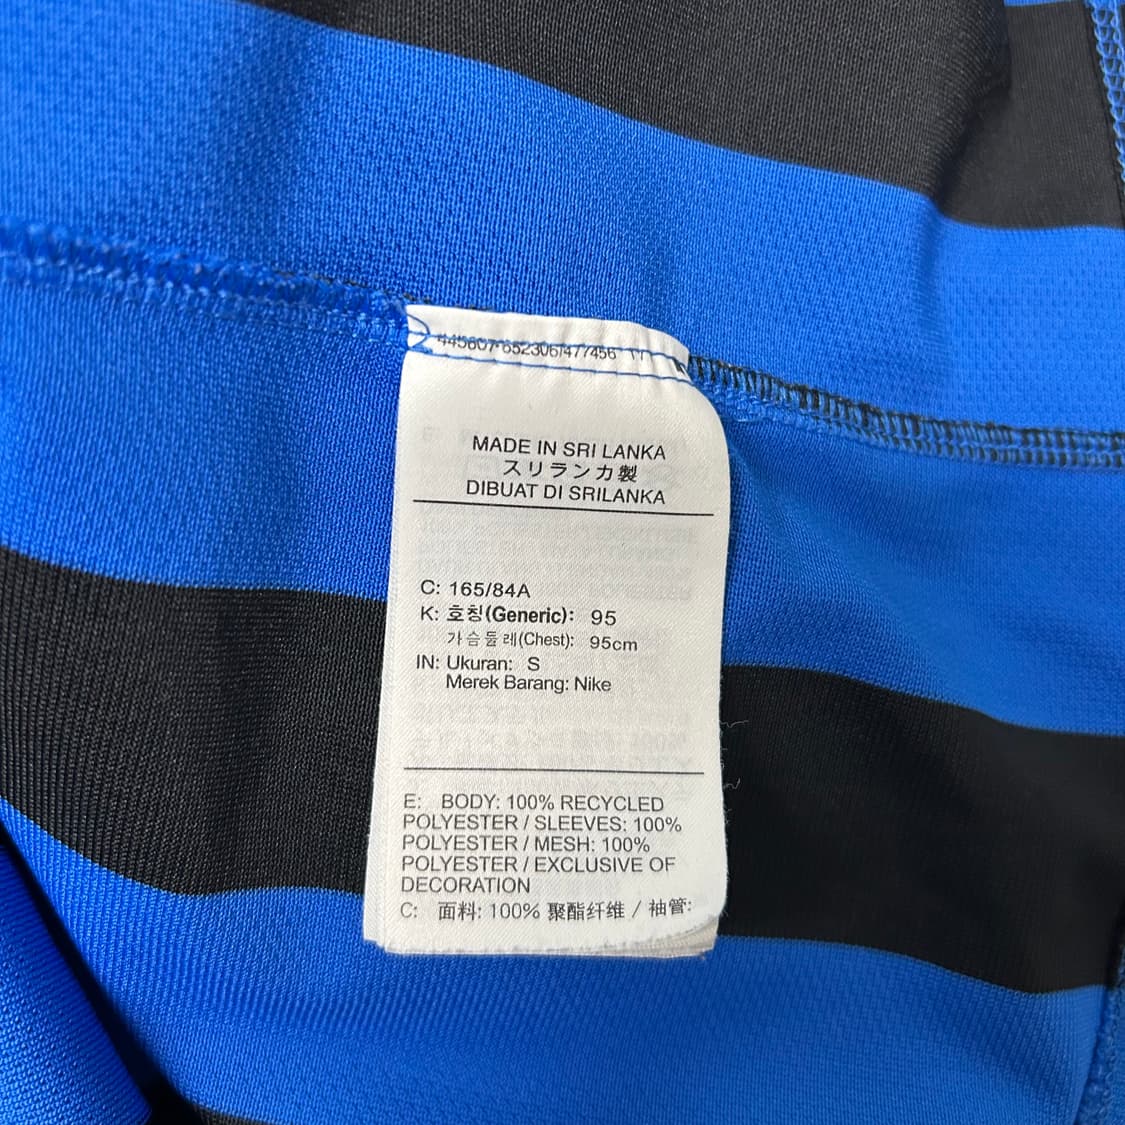 MADE IN SRI LANKA
スリランカ製
DIBUAT DI SRILANKA
C: 165/84A
K: 호칭(Generic): 95
가슴둘레(Chest): 95cm
IN: Ukuran: S
Merek Barang: Nike
E: BODY: 100% RECYCLED
POLYESTER / SLEEVES: 100%
POLYESTER / MESH: 100%
POLYESTER / EXCLUSIVE OF
DECORATION
C: 面料: 100% 聚酯纤维 / 袖管: